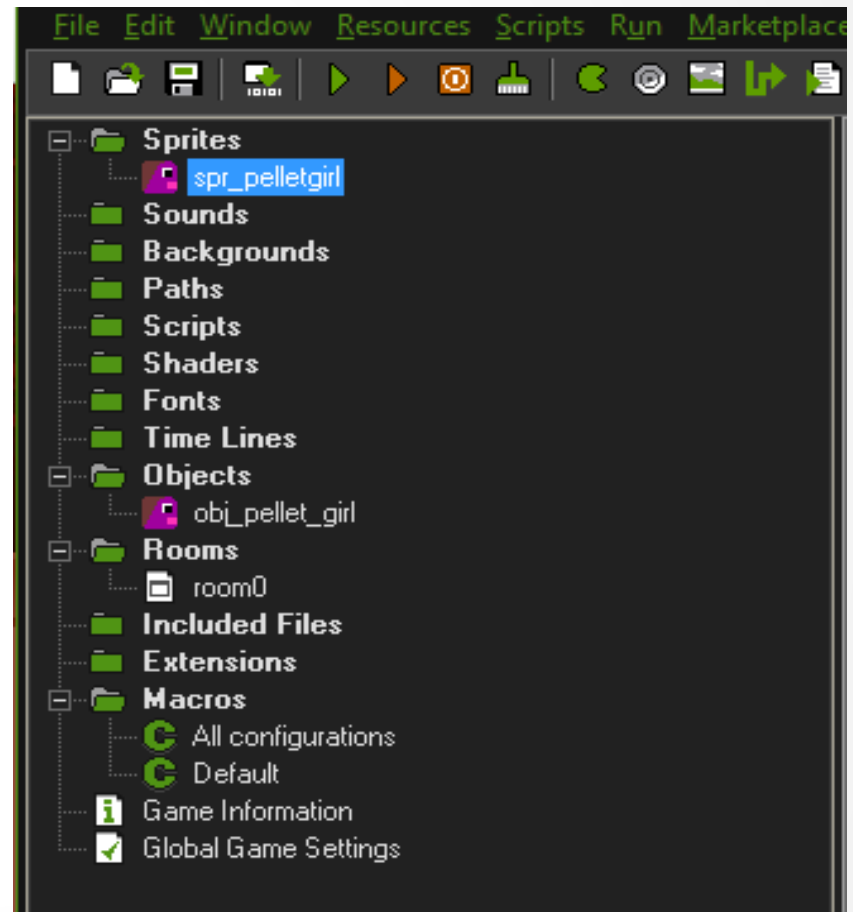 File Edit Window Resources Scripts Run Marketplace
Sprites
spr_pelletgirl
Sounds
Backgrounds
Paths
Scripts
Shaders
Fonts
Time Lines
Objects
obj_pellet_girl
Rooms
room0
Included Files
Extensions
Macros
All configurations
Default
Game Information
Global Game Settings